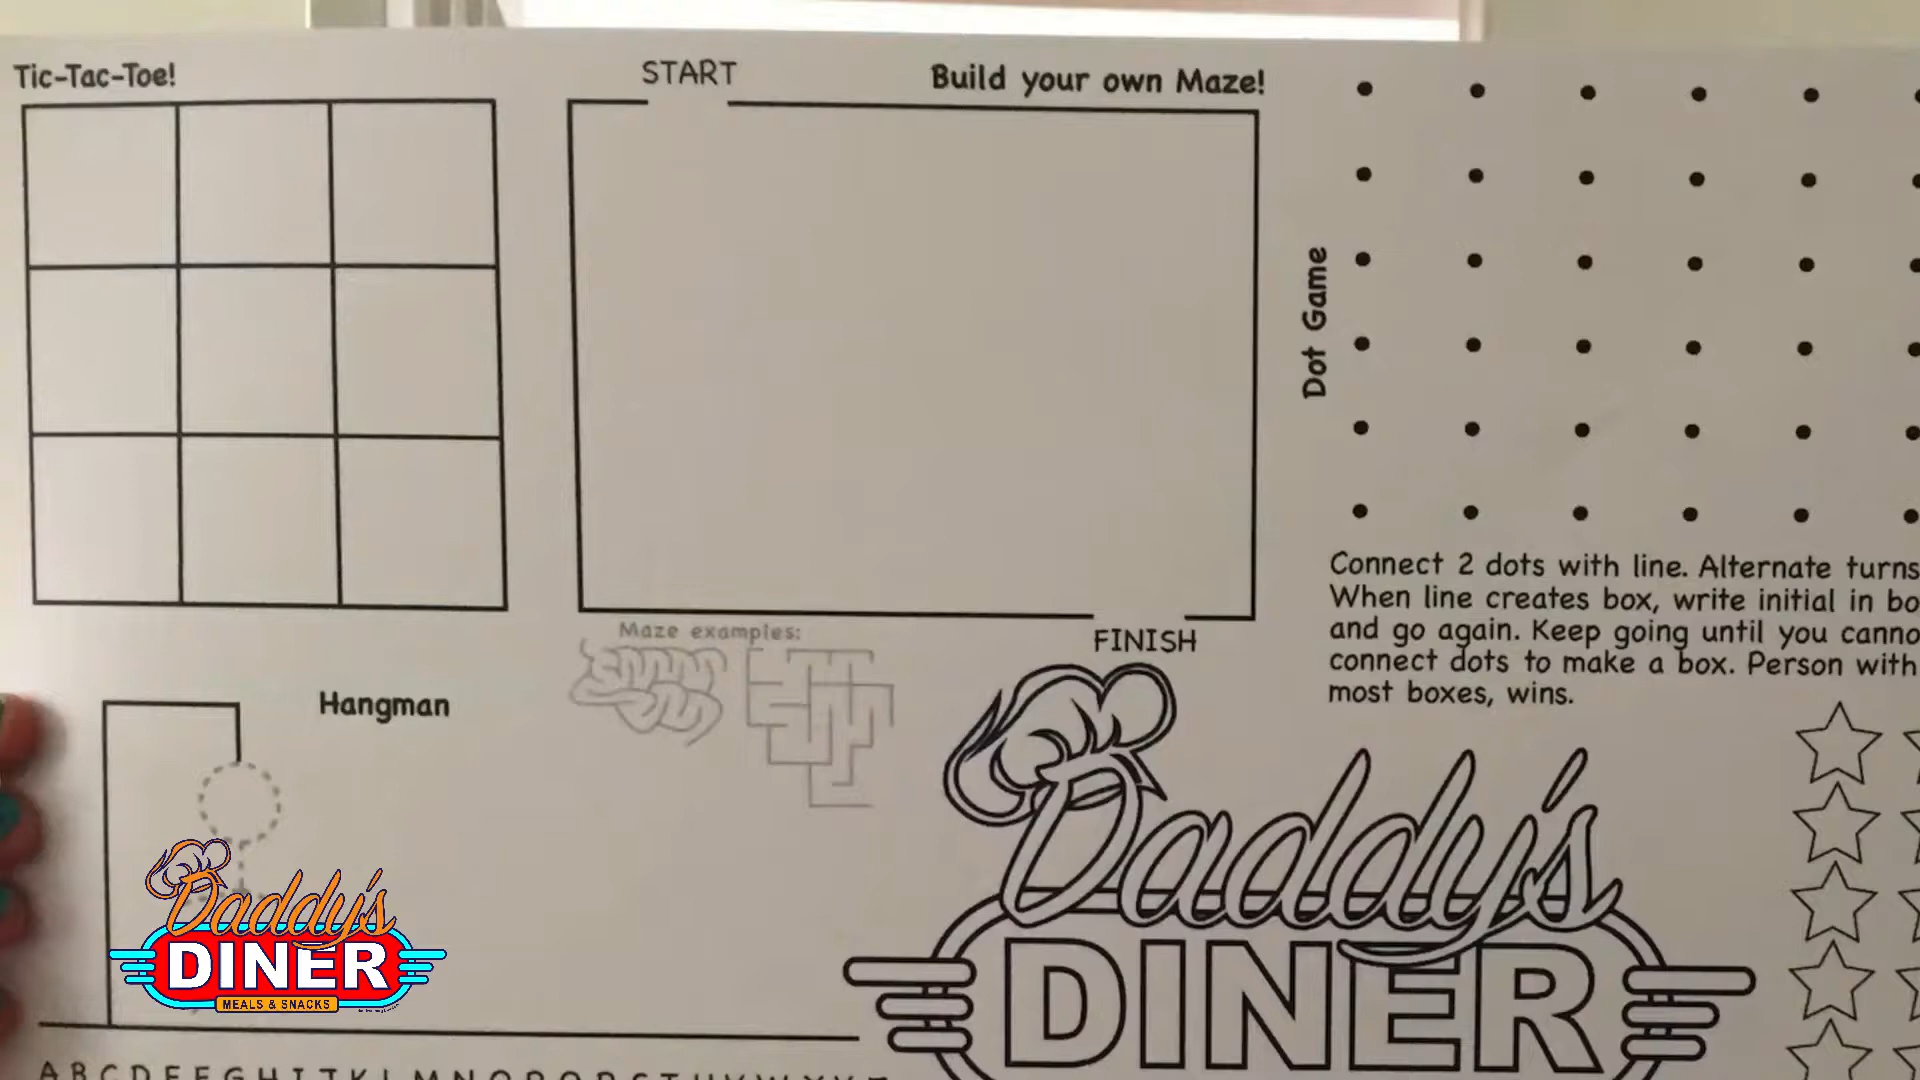 Tic-Tac-Toe!
START
Build your own Maze!
Dot Game
Connect 2 dots with line. Alternate turns
When line creates box, write initial in bo
and go again. Keep going until you canno
connect dots to make a box. Person with
most boxes, wins.
FINISH
Maze examples:
Hangman
Daddy's
DINER
Daddy's
DINER
MEALS & SNACKS
A B C D E F G H I J K L M N O P Q R S T U V W X Y Z